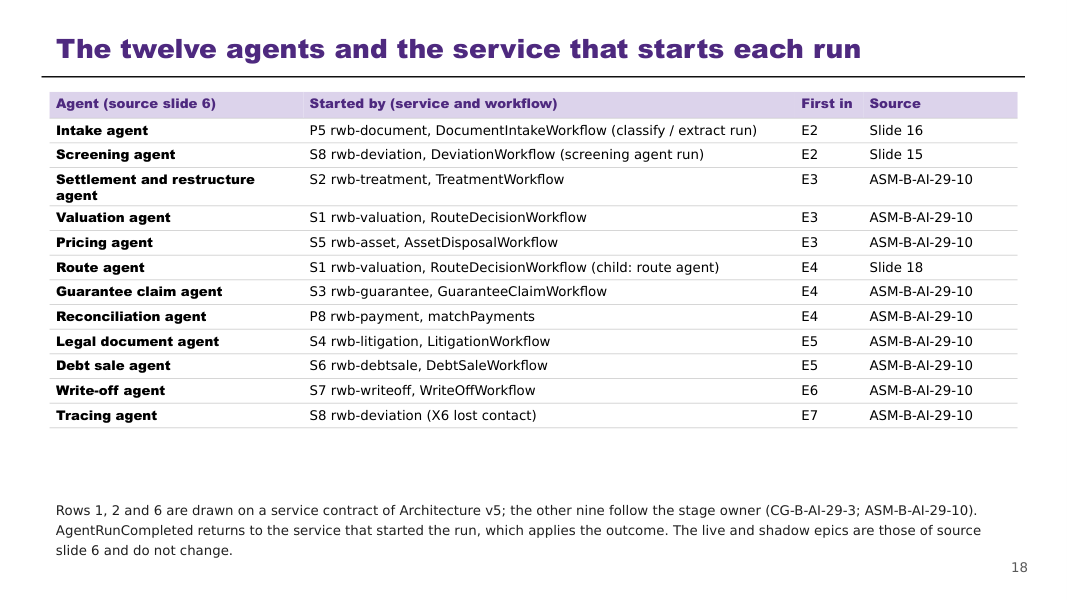 The twelve agents and the service that starts each run
Agent (source slide 6) Started by (service and workflow) First in Source
Intake agent P5 rwb-document, DocumentIntakeWorkflow (classify / extract run) E2 Slide 16
Screening agent S8 rwb-deviation, DeviationWorkflow (screening agent run) E2 Slide 15
Settlement and restructure
agent S2 rwb-treatment, TreatmentWorkflow E3 ASM-B-AI-29-10
Valuation agent S1 rwb-valuation, RouteDecisionWorkflow E3 ASM-B-AI-29-10
Pricing agent S5 rwb-asset, AssetDisposalWorkflow E3 ASM-B-AI-29-10
Route agent S1 rwb-valuation, RouteDecisionWorkflow (child: route agent) E4 Slide 18
Guarantee claim agent S3 rwb-guarantee, GuaranteeClaimWorkflow E4 ASM-B-AI-29-10
Reconciliation agent P8 rwb-payment, matchPayments E4 ASM-B-AI-29-10
Legal document agent S4 rwb-litigation, LitigationWorkflow E5 ASM-B-AI-29-10
Debt sale agent S6 rwb-debtsale, DebtSaleWorkflow E5 ASM-B-AI-29-10
Write-off agent S7 rwb-writeoff, WriteOffWorkflow E6 ASM-B-AI-29-10
Tracing agent S8 rwb-deviation (X6 lost contact) E7 ASM-B-AI-29-10
Rows 1, 2 and 6 are drawn on a service contract of Architecture v5; the other nine follow the stage owner (CG-B-AI-29-3; ASM-B-AI-29-10).
AgentRunCompleted returns to the service that started the run, which applies the outcome. The live and shadow epics are those of source
slide 6 and do not change.
18